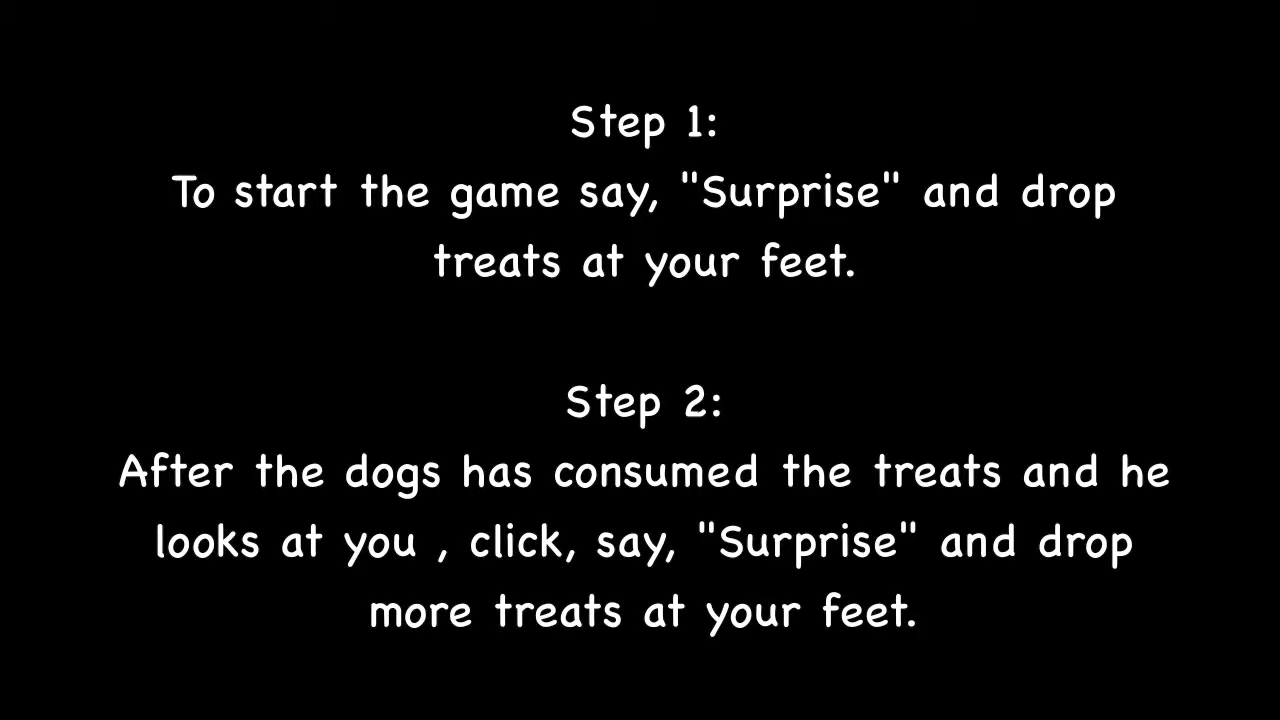 Step 1:
To start the game say, "Surprise" and drop
treats at your feet.
Step 2:
After the dogs has consumed the treats and he
looks at you , click, say, "Surprise" and drop
more treats at your feet.